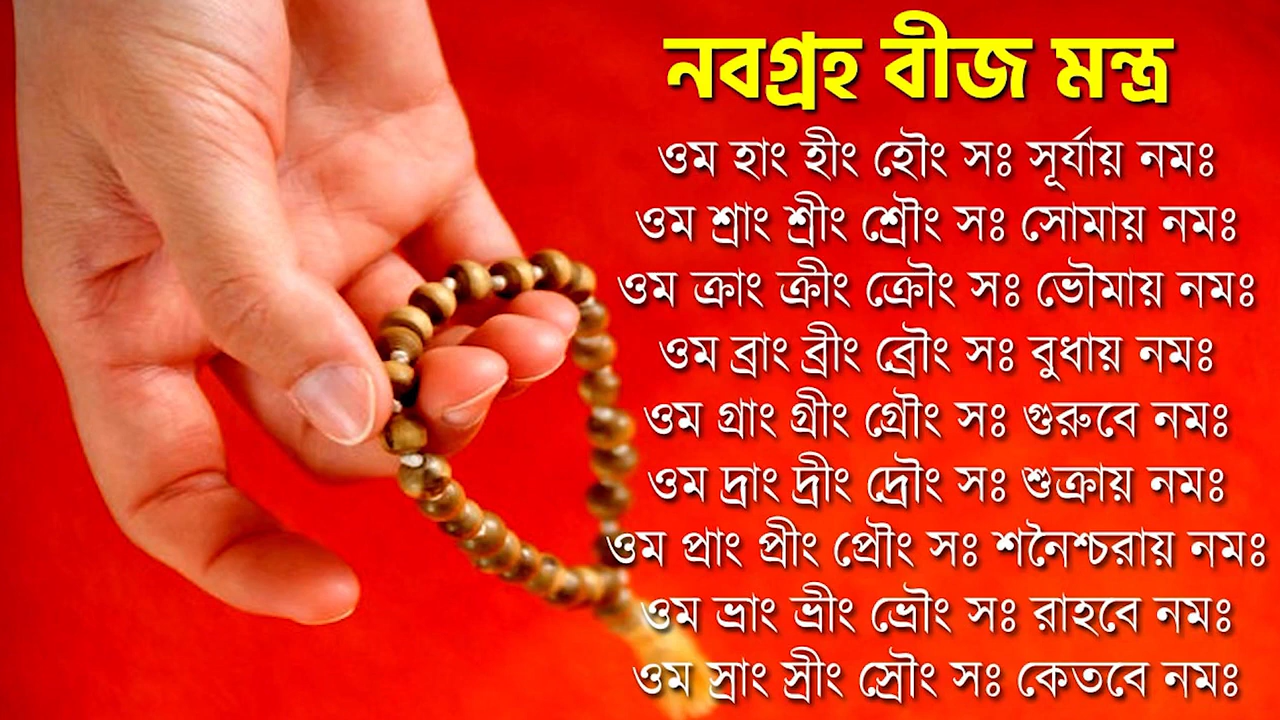 নবগ্রহ বীজ মন্ত্র
ওম হাং হীং হৌং সঃ সূর্যায় নমঃ
ওম শ্রাং শ্রীং শ্রৌং সঃ সোমায় নমঃ
ওম ক্রাং ক্রীং ক্রৌং সঃ ভৌমায় নমঃ
ওম ব্রাং ব্রীং ব্রৌং সঃ বুধায় নমঃ
ওম গ্রাং গ্রীং গ্রৌং সঃ গুরুবে নমঃ
ওম দ্রাং দ্রীং দ্রৌং সঃ শুক্রায় নমঃ
ওম প্রাং প্রীং প্রৌং সঃ শনৈশ্চরায় নমঃ
ওম ভ্রাং ভ্রীং ভ্রৌং সঃ রাহবে নমঃ
ওম স্রাং স্রীং স্রৌং সঃ কেতবে নমঃ